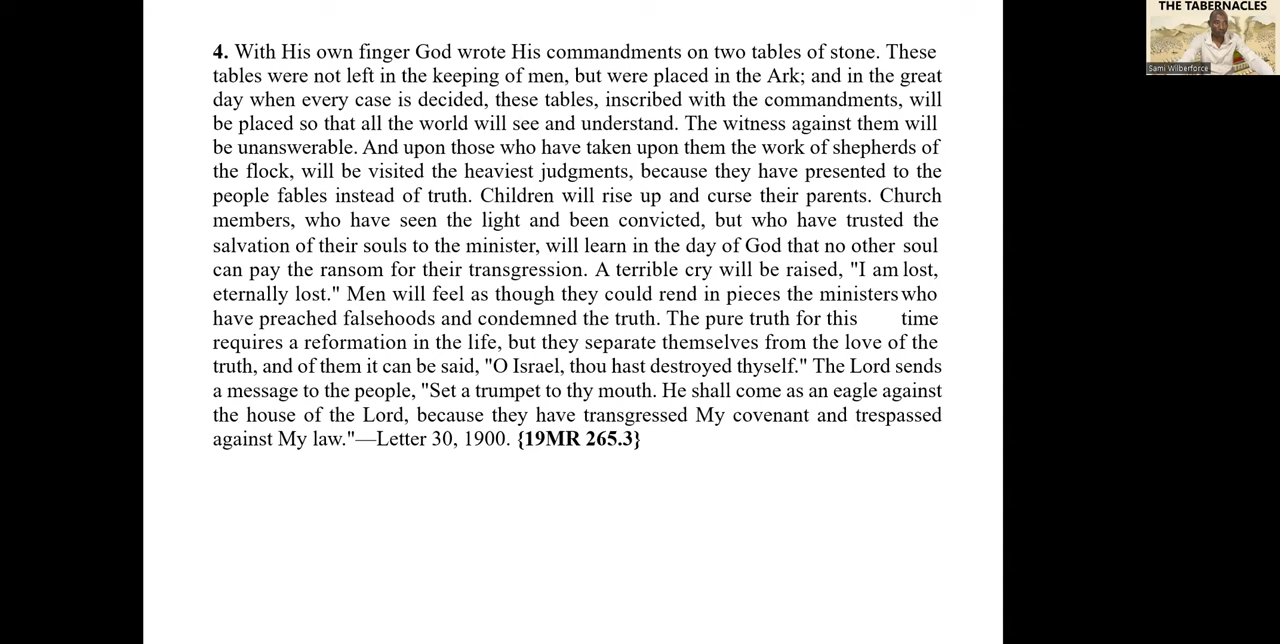 THE TABERNACLES
Sami Wilberforce
4. With His own finger God wrote His commandments on two tables of stone. These
tables were not left in the keeping of men, but were placed in the Ark; and in the great
day when every case is decided, these tables, inscribed with the commandments, will
be placed so that all the world will see and understand. The witness against them will
be unanswerable. And upon those who have taken upon them the work of shepherds of
the flock, will be visited the heaviest judgments, because they have presented to the
people fables instead of truth. Children will rise up and curse their parents. Church
members, who have seen the light and been convicted, but who have trusted the
salvation of their souls to the minister, will learn in the day of God that no other soul
can pay the ransom for their transgression. A terrible cry will be raised, "I am lost,
eternally lost." Men will feel as though they could rend in pieces the ministers who
have preached falsehoods and condemned the truth. The pure truth for this time
requires a reformation in the life, but they separate themselves from the love of the
truth, and of them it can be said, "O Israel, thou hast destroyed thyself." The Lord sends
a message to the people, "Set a trumpet to thy mouth. He shall come as an eagle against
the house of the Lord, because they have transgressed My covenant and trespassed
against My law."—Letter 30, 1900. {19MR 265.3}